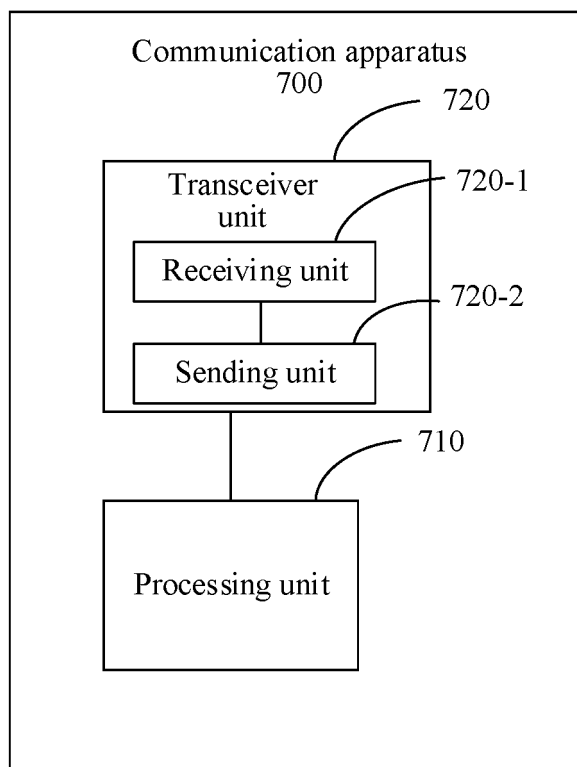 Communication apparatus
700
720
Transceiver
unit
720-1
Receiving unit
720-2
Sending unit
710
Processing unit